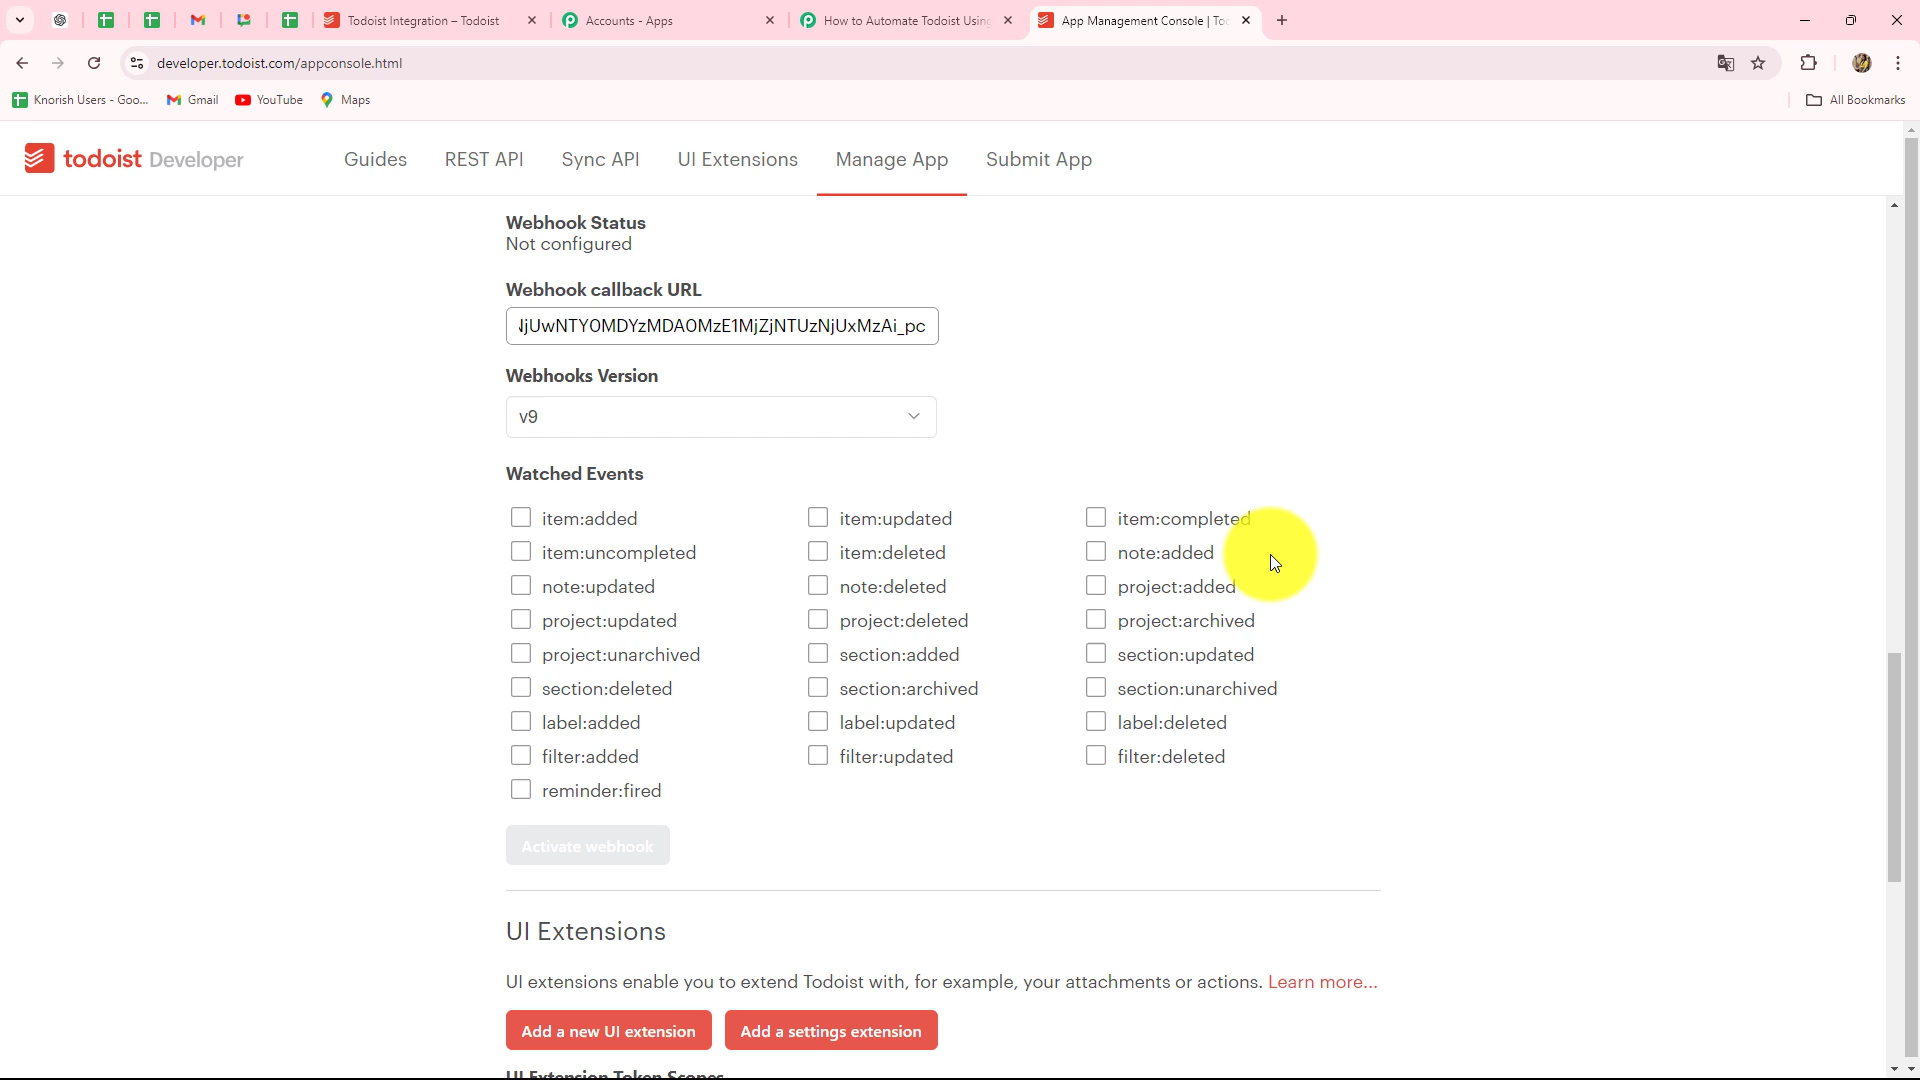 Todoist Integration – Todoist
Accounts - Apps
How to Automate Todoist Usin
App Management Console | To
developer.todoist.com/appconsole.html
Knorish Users - Goo...
Gmail
YouTube
Maps
All Bookmarks
todoist Developer
Guides
REST API
Sync API
UI Extensions
Manage App
Submit App
Webhook Status
Not configured
Webhook callback URL
Webhooks Version
v9
Watched Events
item:added
item:updated
item:completed
item:uncompleted
item:deleted
note:added
note:updated
note:deleted
project:added
project:updated
project:deleted
project:archived
project:unarchived
section:added
section:updated
section:deleted
section:archived
section:unarchived
label:added
label:updated
label:deleted
filter:added
filter:updated
filter:deleted
reminder:fired
Activate webhook
UI Extensions
UI extensions enable you to extend Todoist with, for example, your attachments or actions. Learn more...
Add a new UI extension
Add a settings extension
UI Extension Token Scopes